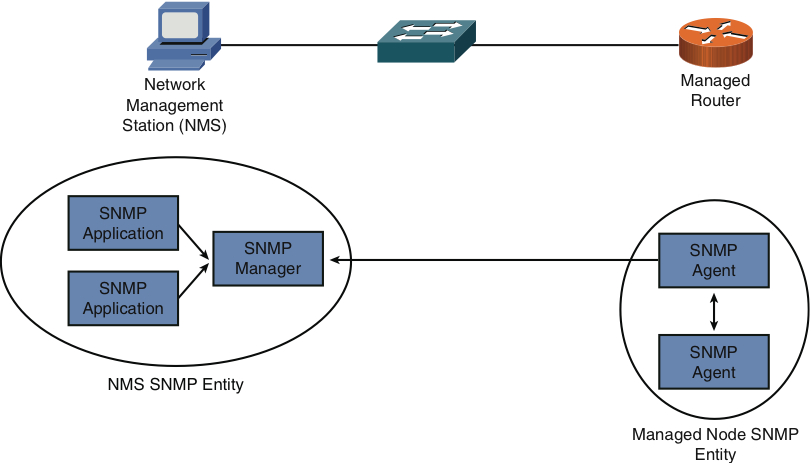 Network
Management
Station (NMS)
Managed
Router
SNMP
Application
SNMP
Application
SNMP
Manager
NMS SNMP Entity
SNMP
Agent
SNMP
Agent
Managed Node SNMP
Entity